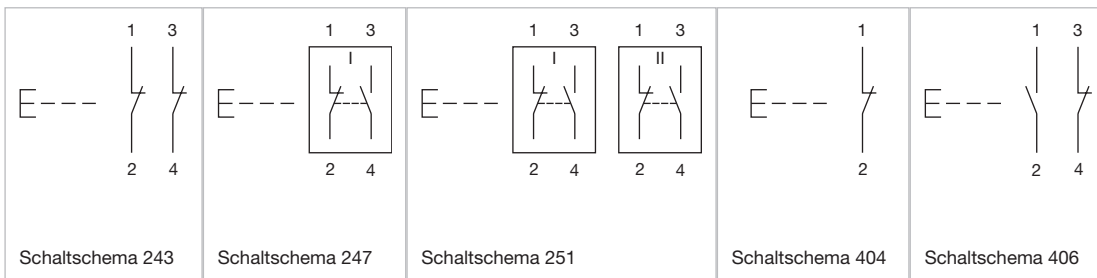 1 3
2 4
Schaltschema 243
1 3
I
2 4
Schaltschema 247
1 3
I
2 4
1 3
II
2 4
Schaltschema 251
1
2
Schaltschema 404
1 3
2 4
Schaltschema 406